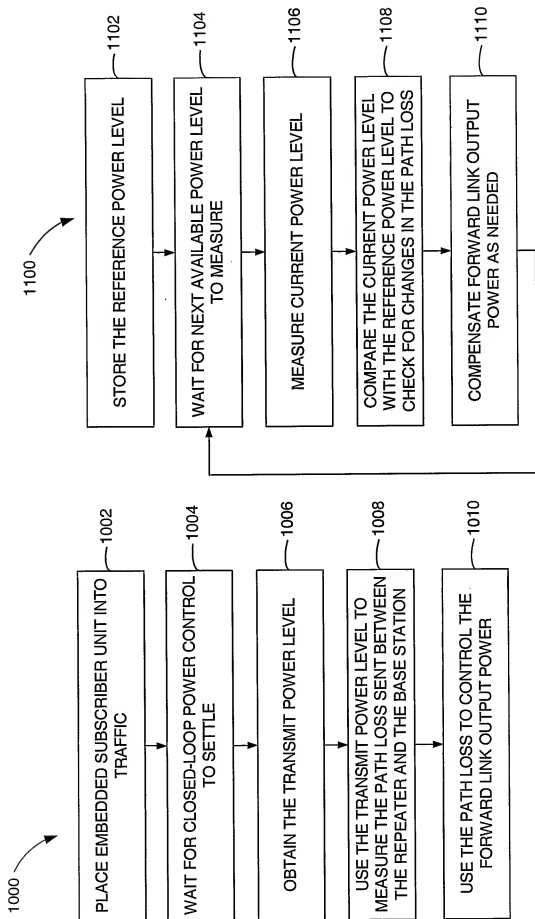 1000
PLACE EMBEDDED SUBSCRIBER UNIT INTO
TRAFFIC
1002
WAIT FOR CLOSED-LOOP POWER CONTROL
TO SETTLE
1004
OBTAIN THE TRANSMIT POWER LEVEL
1006
USE THE TRANSMIT POWER LEVEL TO
MEASURE THE PATH LOSS SENT BETWEEN
THE REPEATER AND THE BASE STATION
1008
USE THE PATH LOSS TO CONTROL THE
FORWARD LINK OUTPUT POWER
1010
1100
STORE THE REFERENCE POWER LEVEL
1102
WAIT FOR NEXT AVAILABLE POWER LEVEL
TO MEASURE
1104
MEASURE CURRENT POWER LEVEL
1106
COMPARE THE CURRENT POWER LEVEL
WITH THE REFERENCE POWER LEVEL TO
CHECK FOR CHANGES IN THE PATH LOSS
1108
COMPENSATE FORWARD LINK OUTPUT
POWER AS NEEDED
1110